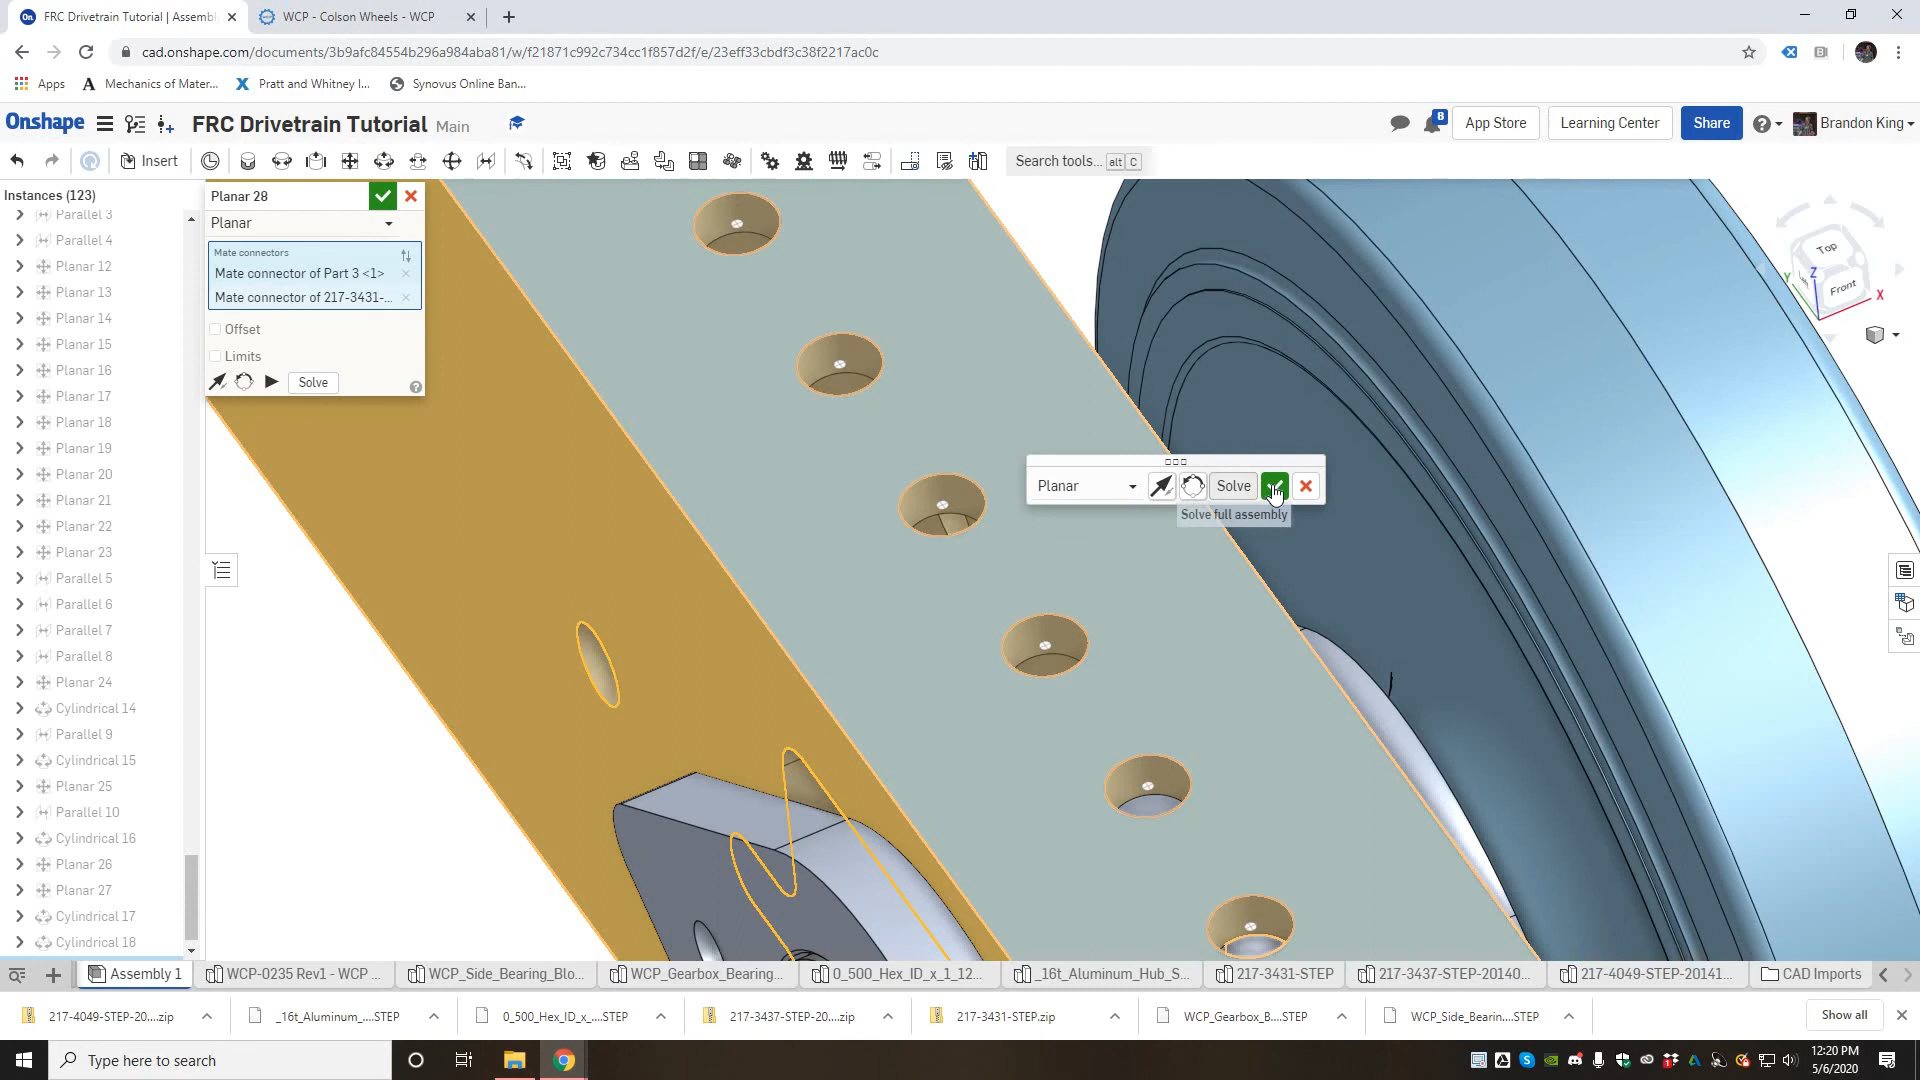 FRC Drivetrain Tutorial | Assembl
WCP - Colson Wheels - WCP
cad.onshape.com/documents/3b9afc84554b296a984aba81/w/f21871c992c734cc1f857d2f/e/23eff33cbdf3c38f2217ac0c
Apps
Mechanics of Mater...
Pratt and Whitney I...
Synovus Online Ban...
Onshape
FRC Drivetrain Tutorial Main
8
App Store
Learning Center
Share
Brandon King
Insert
Search tools... alt C
Instances (123)
Parallel 3
Parallel 4
Planar 12
Planar 13
Planar 14
Planar 15
Planar 16
Planar 17
Planar 18
Planar 19
Planar 20
Planar 21
Planar 22
Planar 23
Parallel 5
Parallel 6
Parallel 7
Parallel 8
Planar 24
Cylindrical 14
Parallel 9
Cylindrical 15
Planar 25
Parallel 10
Cylindrical 16
Planar 26
Planar 27
Cylindrical 17
Cylindrical 18
Planar 28
Planar
Mate connectors
Mate connector of Part 3 <1>
Mate connector of 217-3431-...
Offset
Limits
Solve
Planar
Solve
Solve full assembly
Top
Front
Z
Y
X
Assembly 1
WCP-0235 Rev1 - WCP ...
WCP_Side_Bearing_Blo...
WCP_Gearbox_Bearing...
0_500_Hex_ID_x_1_12...
_16t_Aluminum_Hub_S...
217-3431-STEP
217-3437-STEP-20140...
217-4049-STEP-20141...
CAD Imports
217-4049-STEP-20....zip
_16t_Aluminum_....STEP
0_500_Hex_ID_x_....STEP
217-3437-STEP-20....zip
217-3431-STEP.zip
WCP_Gearbox_B....STEP
WCP_Side_Bearin....STEP
Show all
Type here to search
12:20 PM
5/6/2020